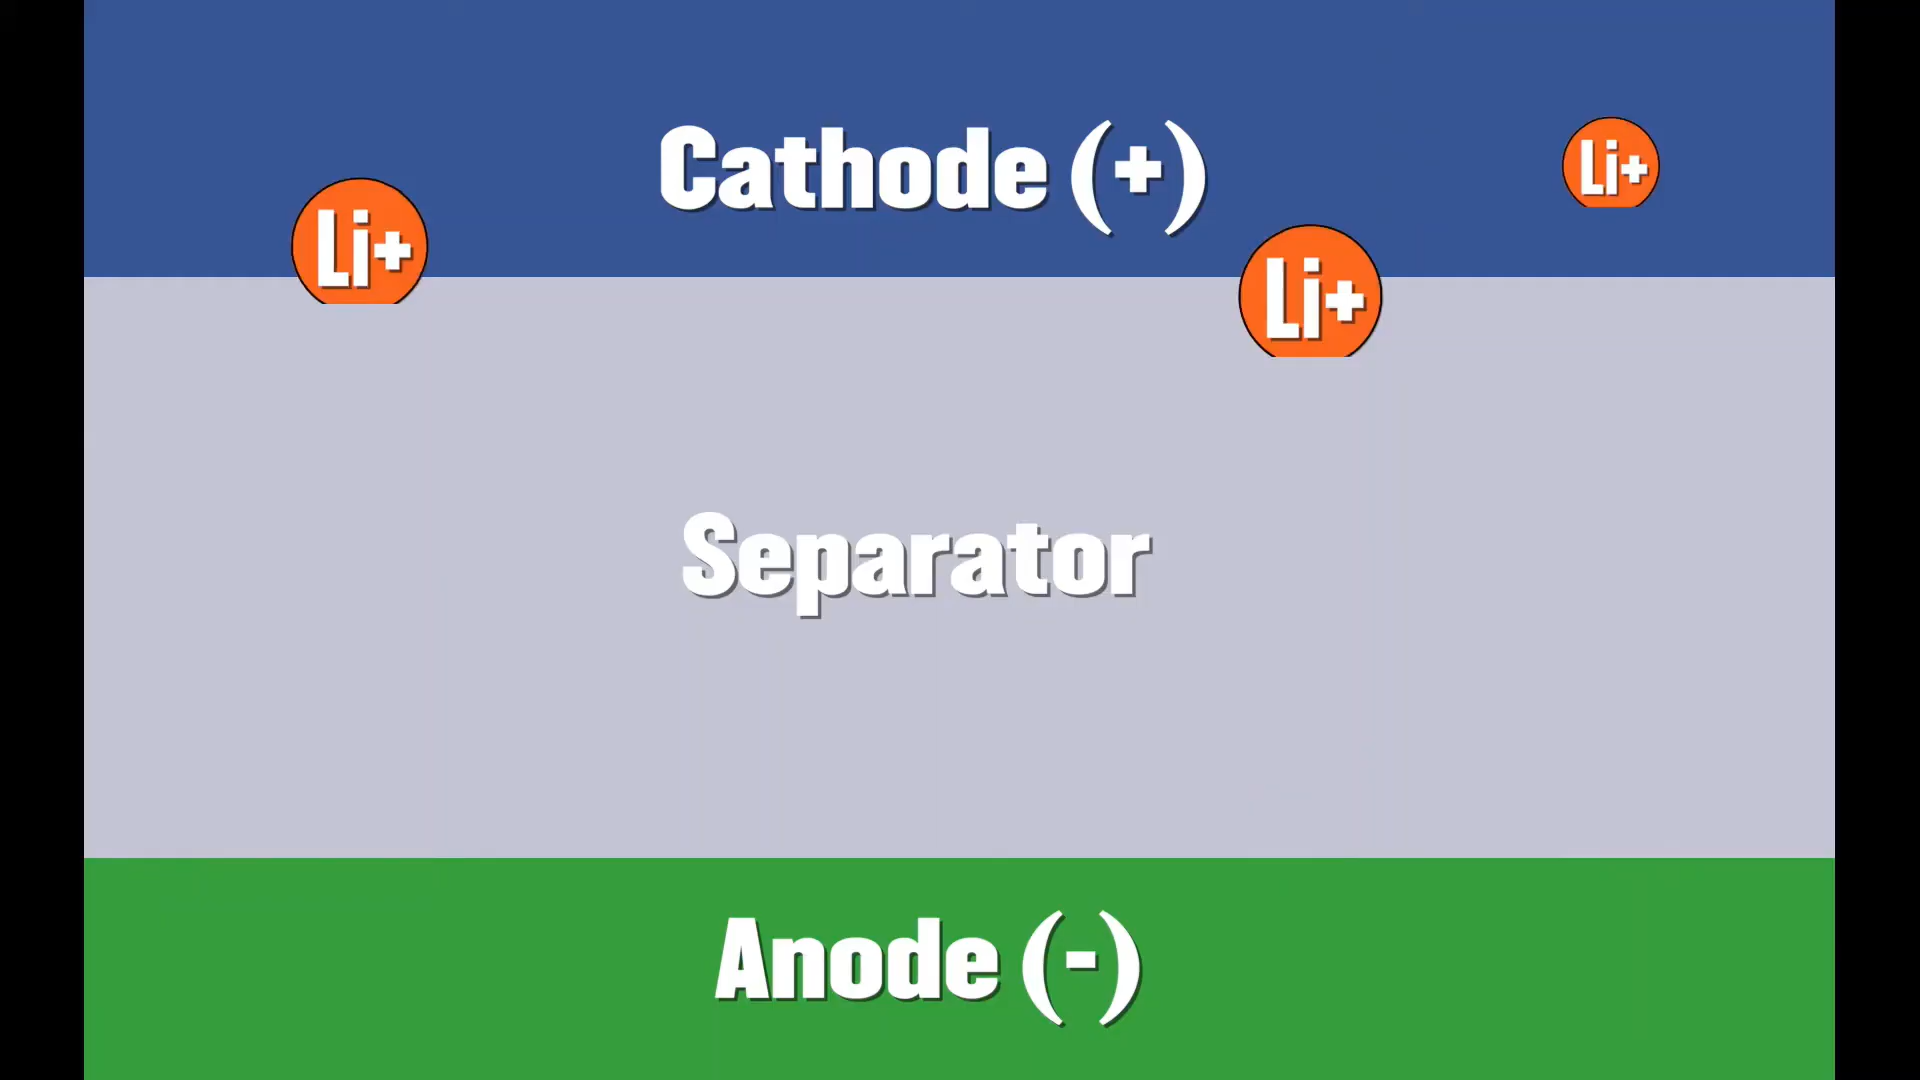 Cathode (+)
Li+
Li+
Li+
Separator
Anode (-)